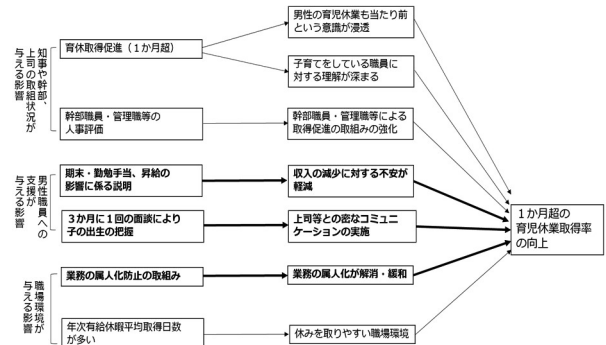 知事や幹部、
上司の取組状況が
与える影響
育休取得促進（１か月超）
男性の育児休業も当たり前
という意識が浸透
子育てをしている職員に
対する理解が深まる
幹部職員・管理職等の
人事評価
幹部職員・管理職等による
取得促進の取組みの強化
男性職員への
支援が
与える影響
期末・勤勉手当、昇給の
影響に係る説明
収入の減少に対する不安が
軽減
３か月に１回の面談により
子の出生の把握
上司等との密なコミュニ
ケーションの実施
１か月超の
育児休業取得率
の向上
職場環境が
与える影響
業務の属人化防止の取組み
業務の属人化が解消・緩和
年次有給休暇平均取得日数
が多い
休みを取りやすい職場環境